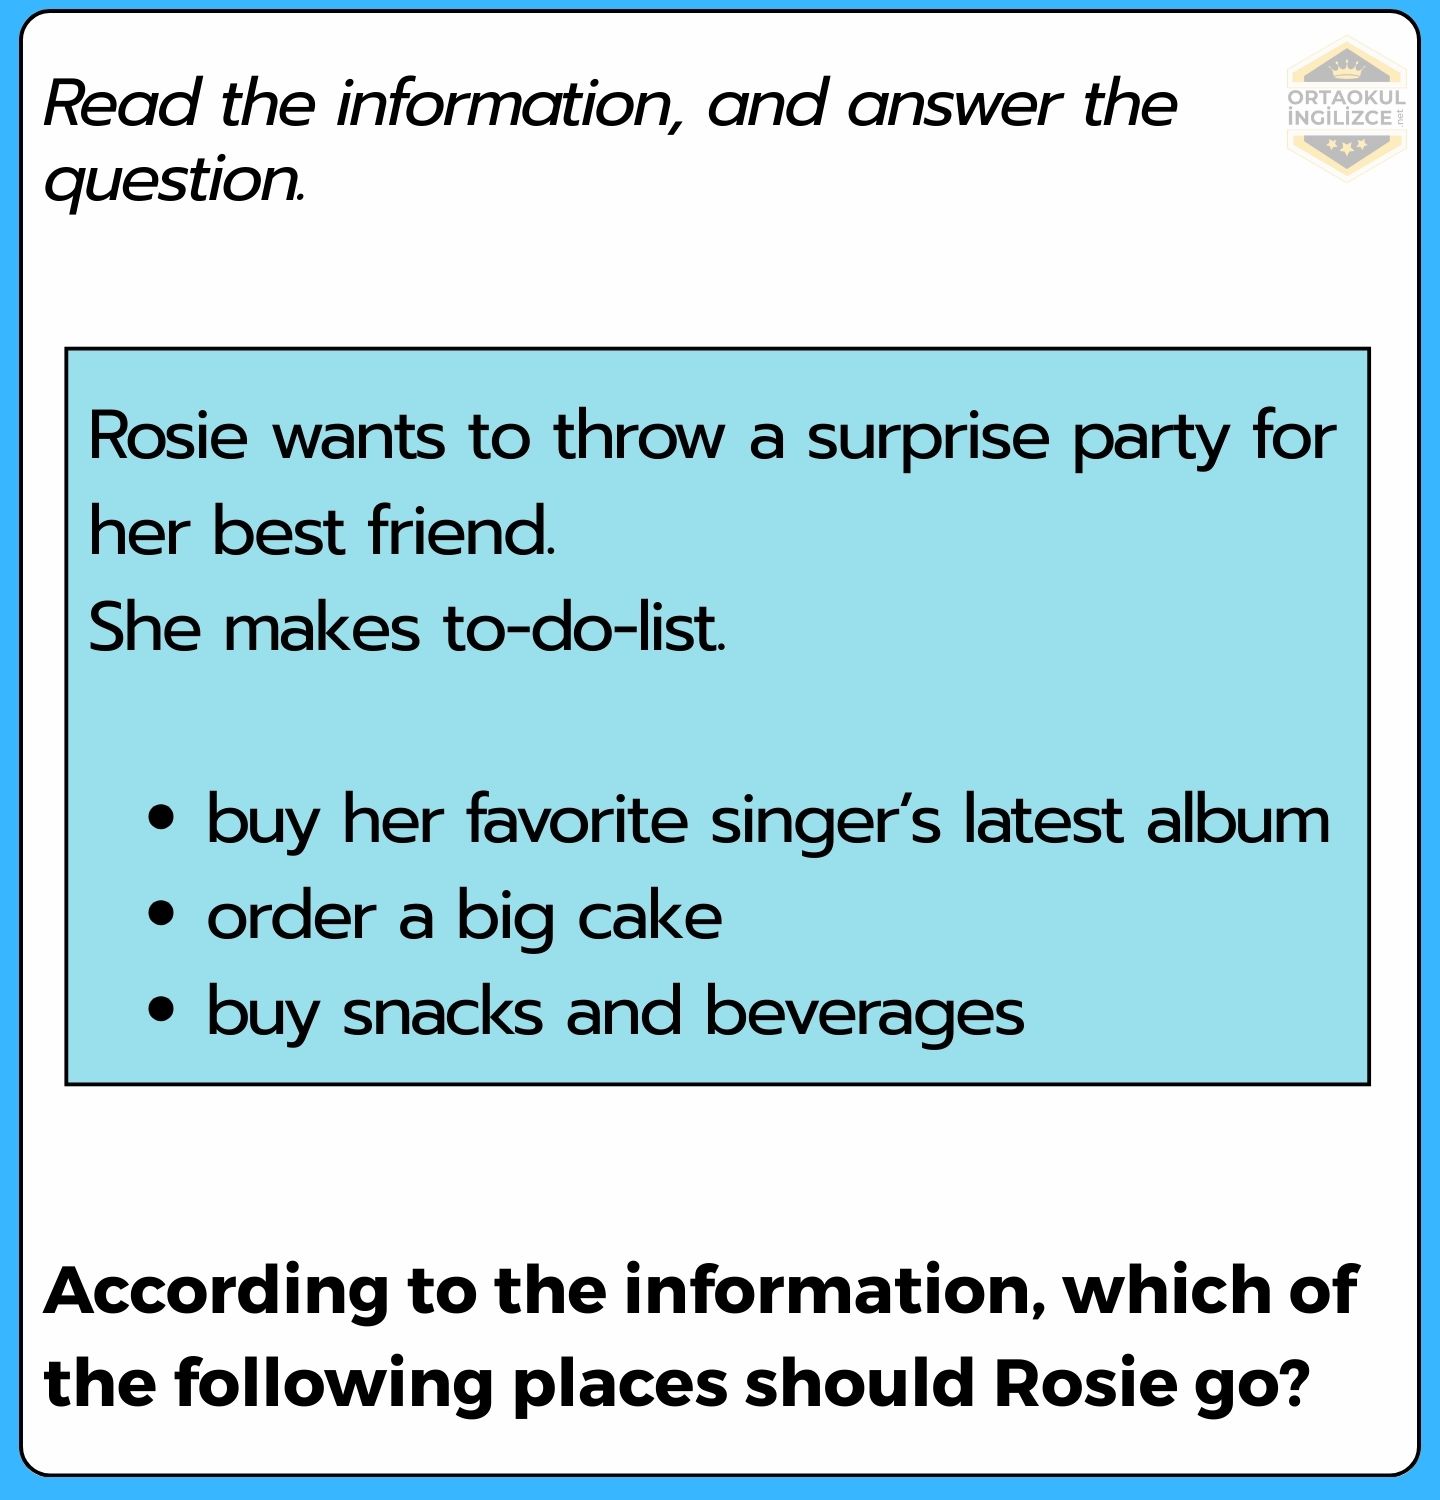 Read the information, and answer the
question.
ORTAOKUL
İNGİLİZCE
.net
Rosie wants to throw a surprise party for
her best friend.
She makes to-do-list.
• buy her favorite singer’s latest album
• order a big cake
• buy snacks and beverages
According to the information, which of
the following places should Rosie go?